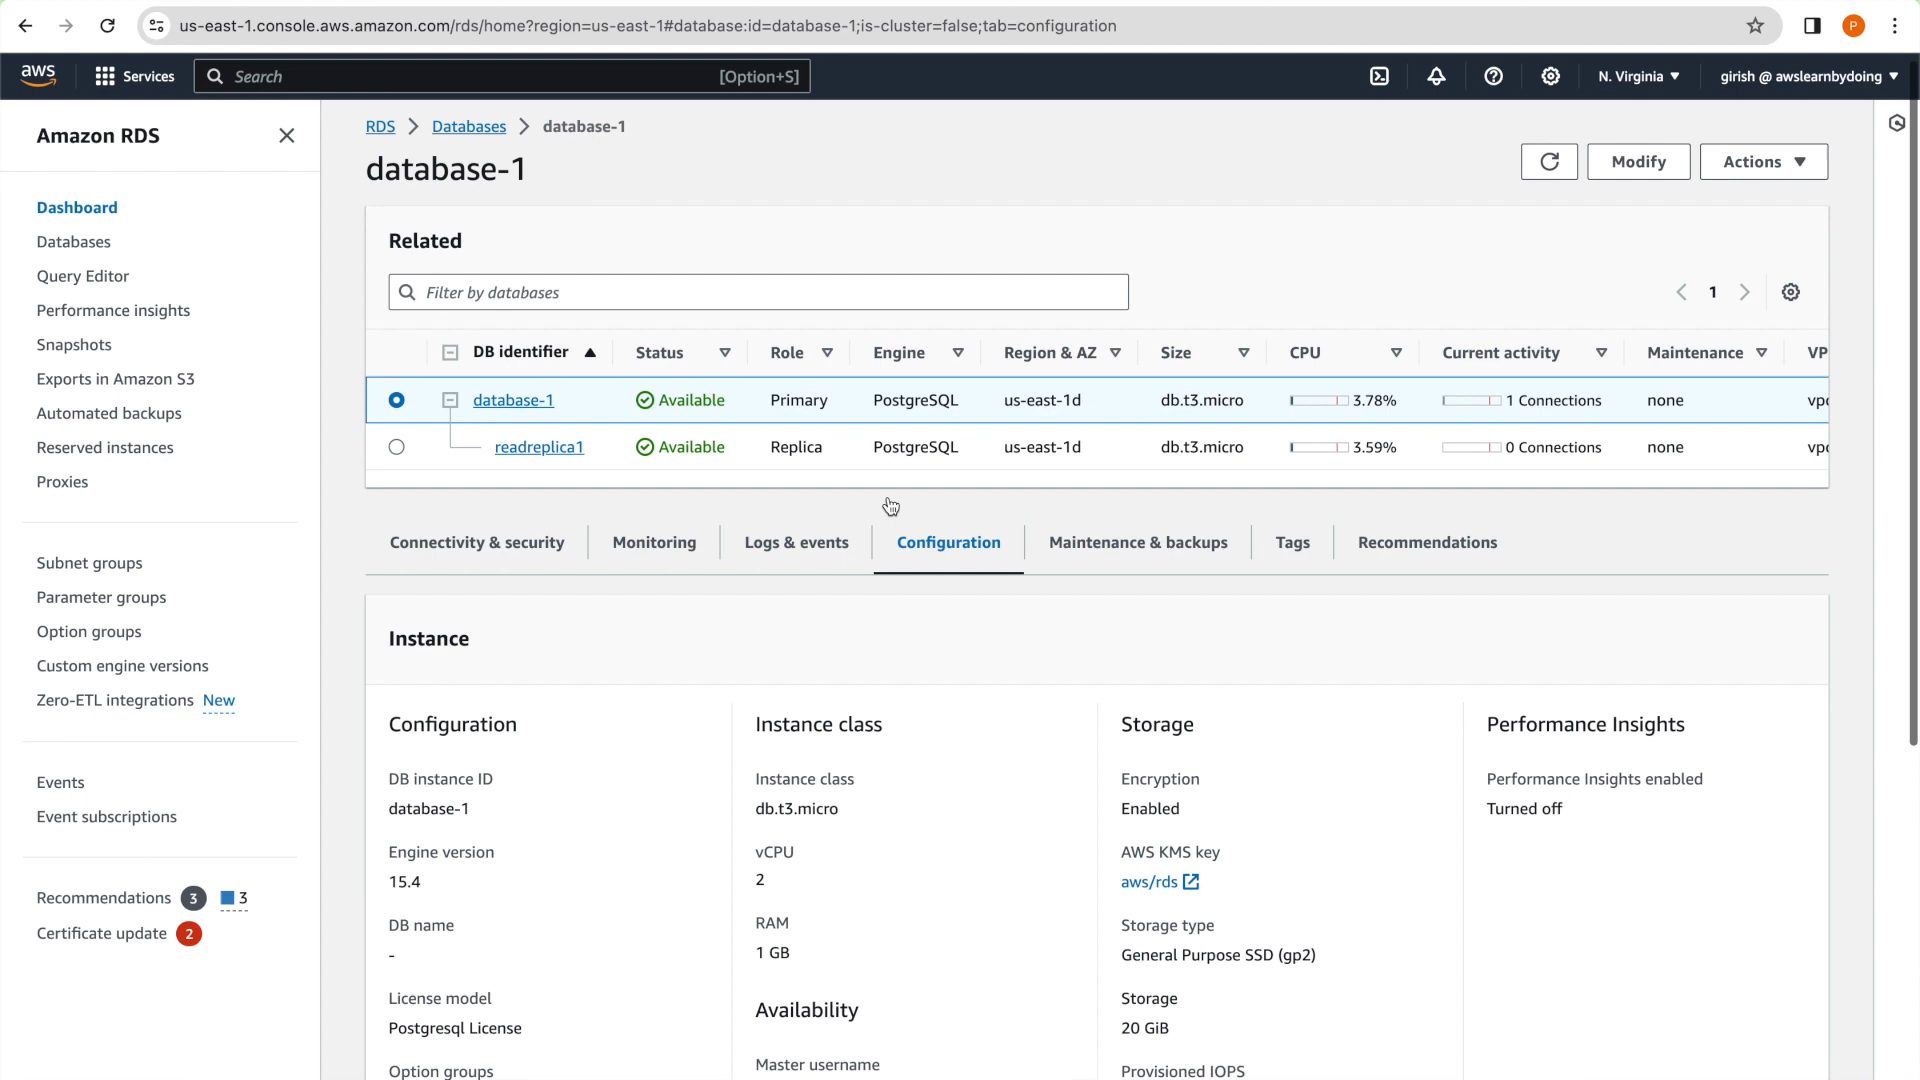 us-east-1.console.aws.amazon.com/rds/home?region=us-east-1#database:id=database-1;is-cluster=false;tab=configuration
P
aws
Services
Search
[Option+S]
N. Virginia
girish @ awslearnbydoing
Amazon RDS
Dashboard
Databases
Query Editor
Performance insights
Snapshots
Exports in Amazon S3
Automated backups
Reserved instances
Proxies
Subnet groups
Parameter groups
Option groups
Custom engine versions
Zero-ETL integrations New
Events
Event subscriptions
Recommendations 3 3
Certificate update 2
RDS > Databases > database-1
database-1
Modify
Actions
Related
Filter by databases
1
DB identifier Status Role Engine Region & AZ Size CPU Current activity Maintenance VP
database-1 Available Primary PostgreSQL us-east-1d db.t3.micro 3.78% 1 Connections none vpc
readreplica1 Available Replica PostgreSQL us-east-1d db.t3.micro 3.59% 0 Connections none vpc
Connectivity & security Monitoring Logs & events Configuration Maintenance & backups Tags Recommendations
Instance
Configuration
DB instance ID
database-1
Engine version
15.4
DB name
-
License model
Postgresql License
Option groups
Instance class
Instance class
db.t3.micro
vCPU
2
RAM
1 GB
Availability
Master username
Storage
Encryption
Enabled
AWS KMS key
aws/rds
Storage type
General Purpose SSD (gp2)
Storage
20 GiB
Provisioned IOPS
Performance Insights
Performance Insights enabled
Turned off